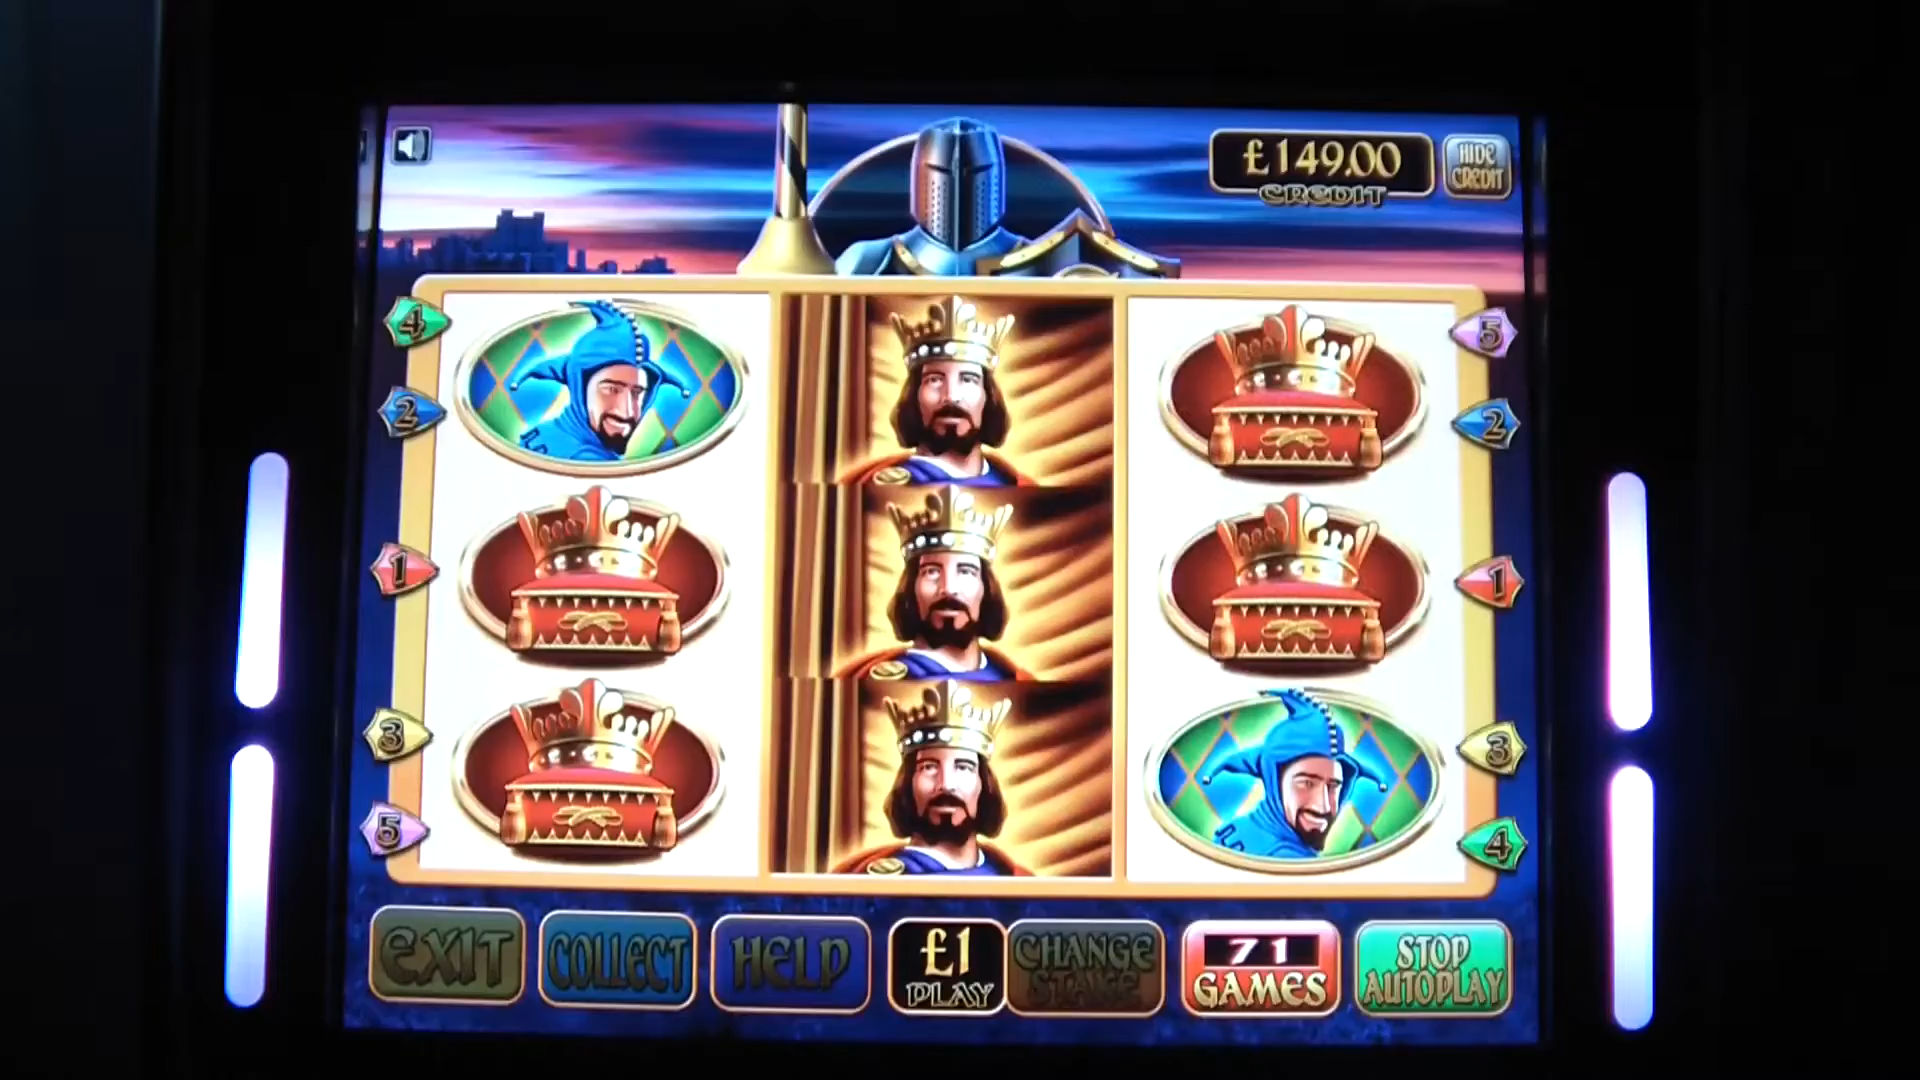 £149.00
CREDIT
HIDE
CREDIT
4
5
2
2
1
1
3
3
5
4
EXIT
COLLECT
HELP
£1
PLAY
CHANGE
STAKE
71
GAMES
STOP
AUTOPLAY